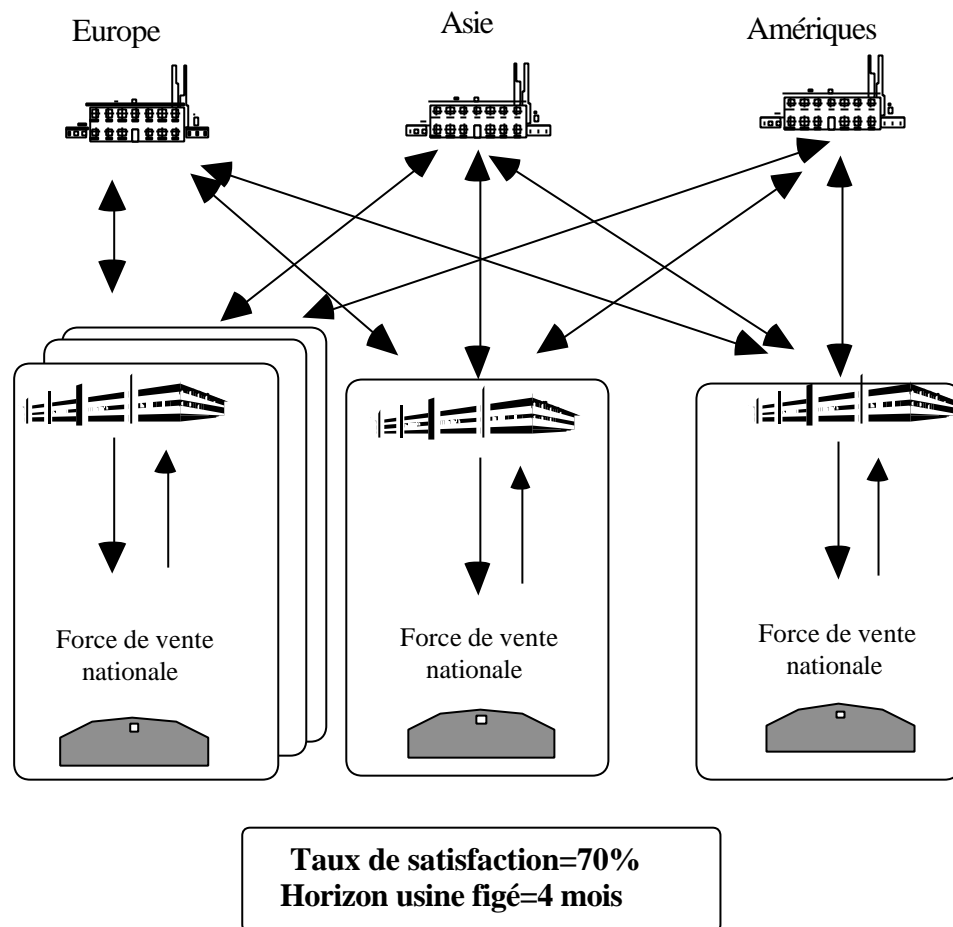 Europe
Asie
Amériques
Force de vente
nationale
Force de vente
nationale
Force de vente
nationale
Taux de satisfaction=70%
Horizon usine figé=4 mois